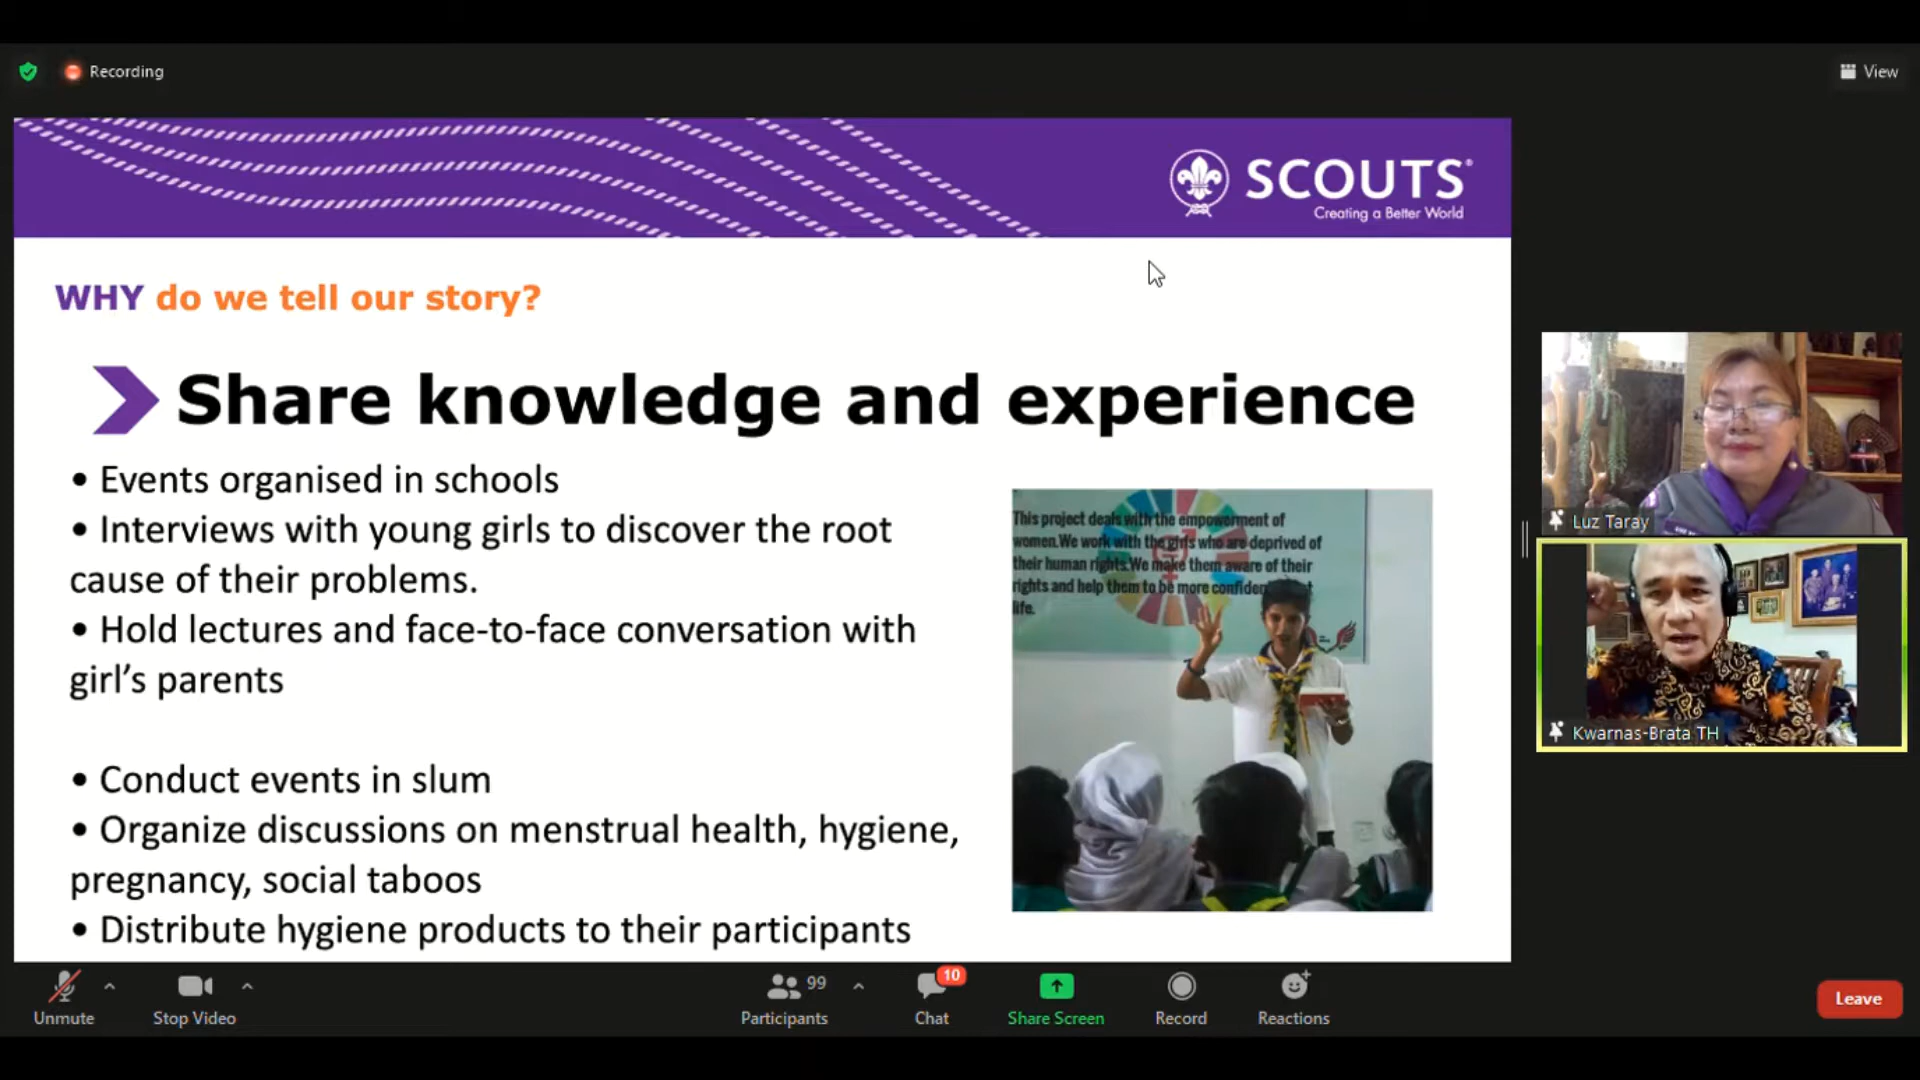 Recording
View
SCOUTS®
Creating a Better World
WHY do we tell our story?
Share knowledge and experience
• Events organised in schools
• Interviews with young girls to discover the root
cause of their problems.
• Hold lectures and face-to-face conversation with
girl's parents
• Conduct events in slum
• Organize discussions on menstrual health, hygiene,
pregnancy, social taboos
• Distribute hygiene products to their participants
This project deals with the empowerment of
women.We work with the girls who are deprived of
their human rights.We make them aware of their
rights and help them to be more
life.
Luz Taray
Kwarnas-Brata TH
Unmute
Stop Video
99
Participants
10
Chat
Share Screen
Record
Reactions
Leave